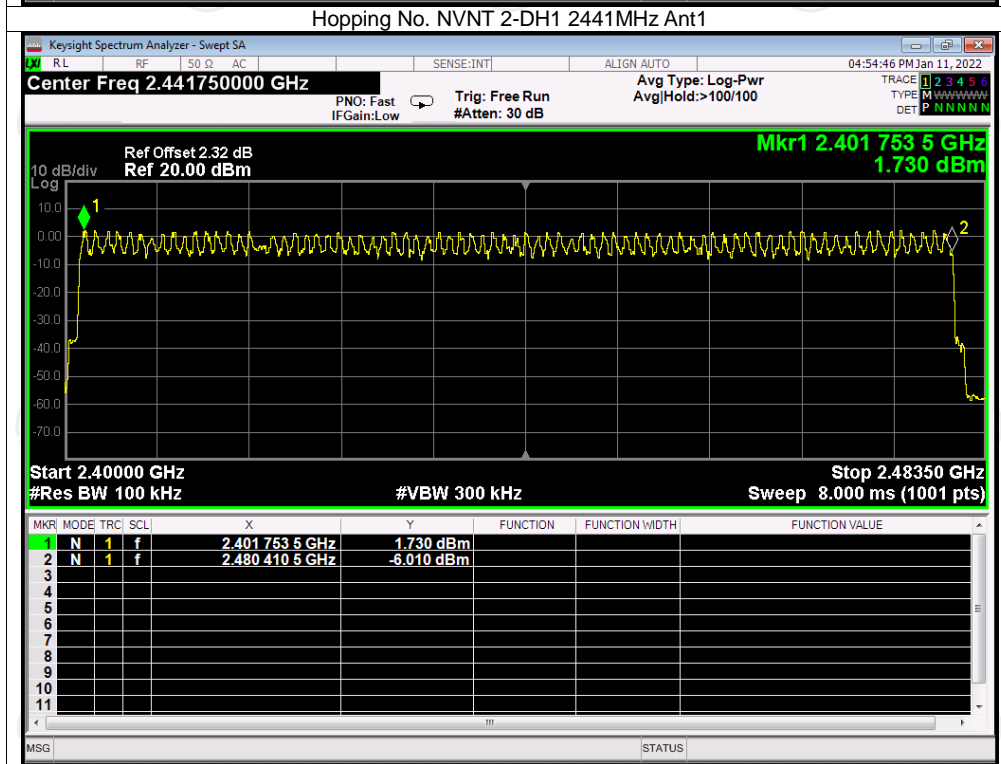 Hopping No. NVNT 2-DH1 2441MHz Ant1
Keysight Spectrum Analyzer - Swept SA
LXI RL RF 50 Ω AC SENSE:INT ALIGN AUTO 04:54:46 PM Jan 11, 2022
Center Freq 2.441750000 GHz Avg Type: Log-Pwr TRACE 1 2 3 4 5 6
PNO: Fast Trig: Free Run Avg|Hold:>100/100 TYPE M WWWWW
IFGain:Low #Atten: 30 dB DET P N N N N N
Mkr1 2.401 753 5 GHz
Ref Offset 2.32 dB
10 dB/div Ref 20.00 dBm 1.730 dBm
Log
10.0
0.00
-10.0
-20.0
-30.0
-40.0
-50.0
-60.0
-70.0
1
2
Start 2.40000 GHz Stop 2.48350 GHz
#Res BW 100 kHz #VBW 300 kHz Sweep 8.000 ms (1001 pts)
MKR MODE TRC SCL X Y FUNCTION FUNCTION WIDTH FUNCTION VALUE
1 N 1 f 2.401 753 5 GHz 1.730 dBm
2 N 1 f 2.480 410 5 GHz -6.010 dBm
3
4
5
6
7
8
9
10
11
MSG STATUS